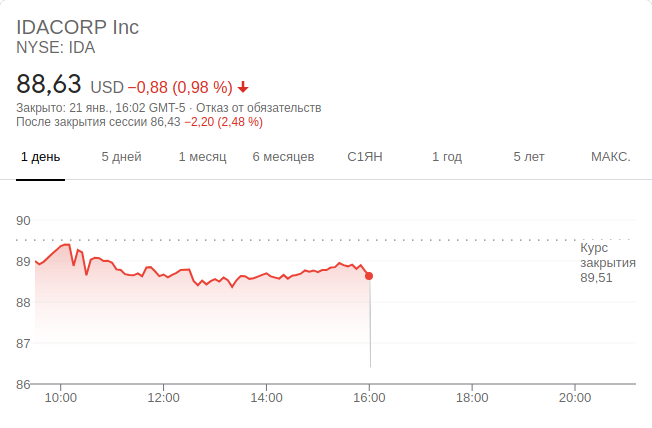 IDACORP Inc
NYSE: IDA
88,63 USD −0,88 (0,98 %)
Закрыто: 21 янв., 16:02 GMT-5 · Отказ от обязательств
После закрытия сессии 86,43 −2,20 (2,48 %)
1 день 5 дней 1 месяц 6 месяцев С1ЯН 1 год 5 лет МАКС.
90
Курс
закрытия
89,51
89
88
87
86
10:00 12:00 14:00 16:00 18:00 20:00